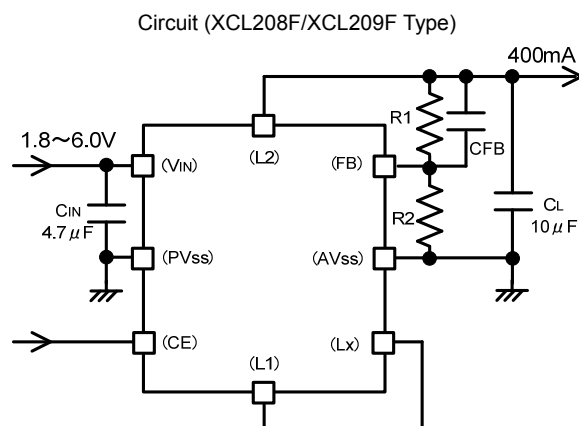 Circuit (XCL208F/XCL209F Type)
400mA
R1
CFB
1.8～6.0V
(L2)
(VIN)
(FB)
CIN
4.7μF
R2
CL
10μF
(PVss)
(AVss)
(CE)
(Lx)
(L1)